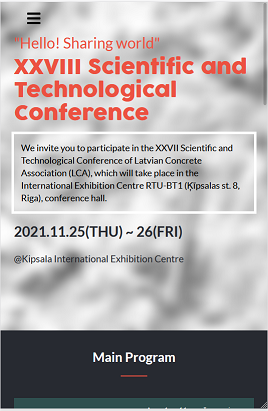 "Hello! Sharing world"
XXVIII Scientific and
Technological
Conference
We invite you to participate in the XXVII Scientific and
Technological Conference of Latvian Concrete
Association (LCA), which will take place in the
International Exhibition Centre RTU-BT1 (Ķīpsalas st. 8,
Riga), conference hall.
2021.11.25(THU) ~ 26(FRI)
@Kipsala International Exhibition Centre
Main Program